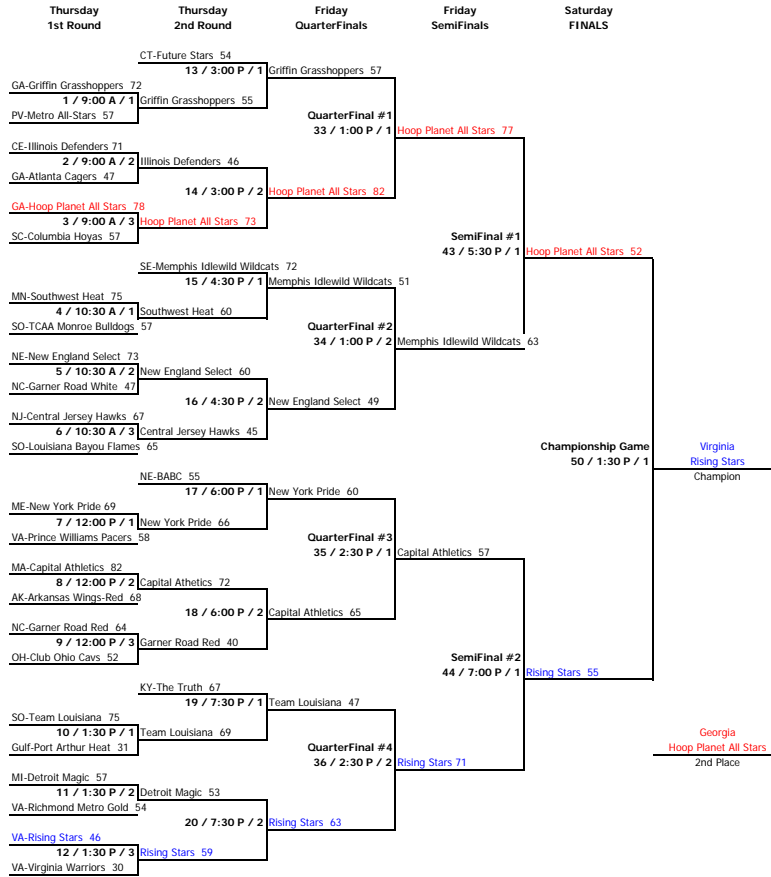 Thursday Thursday Friday Friday Saturday
1st Round 2nd Round QuarterFinals SemiFinals FINALS
CT-Future Stars 54
13 / 3:00 P / 1 Griffin Grasshoppers 57
GA-Griffin Grasshoppers 72
1 / 9:00 A / 1 Griffin Grasshoppers 55
PV-Metro All-Stars 57 QuarterFinal #1
33 / 1:00 P / 1 Hoop Planet All Stars 77
CE-Illinois Defenders 71
2 / 9:00 A / 2 Illinois Defenders 46
GA-Atlanta Cagers 47
14 / 3:00 P / 2 Hoop Planet All Stars 82
GA-Hoop Planet All Stars 78
3 / 9:00 A / 3 Hoop Planet All Stars 73
SC-Columbia Hoyas 57 SemiFinal #1
43 / 5:30 P / 1 Hoop Planet All Stars 52
SE-Memphis Idlewild Wildcats 72
15 / 4:30 P / 1 Memphis Idlewild Wildcats 51
MN-Southwest Heat 75
4 / 10:30 A / 1 Southwest Heat 60
SO-TCAA Monroe Bulldogs 57 QuarterFinal #2
34 / 1:00 P / 2 Memphis Idlewild Wildcats 63
NE-New England Select 73
5 / 10:30 A / 2 New England Select 60
NC-Garner Road White 47
16 / 4:30 P / 2 New England Select 49
NJ-Central Jersey Hawks 67
6 / 10:30 A / 3 Central Jersey Hawks 45
SO-Louisiana Bayou Flames 65 Championship Game Virginia
50 / 1:30 P / 1 Rising Stars
NE-BABC 55 Champion
17 / 6:00 P / 1 New York Pride 60
ME-New York Pride 69
7 / 12:00 P / 1 New York Pride 66
VA-Prince Williams Pacers 58 QuarterFinal #3
35 / 2:30 P / 1 Capital Athletics 57
MA-Capital Athletics 82
8 / 12:00 P / 2 Capital Athetics 72
AK-Arkansas Wings-Red 68
18 / 6:00 P / 2 Capital Athletics 65
NC-Garner Road Red 64
9 / 12:00 P / 3 Garner Road Red 40
OH-Club Ohio Cavs 52 SemiFinal #2
44 / 7:00 P / 1 Rising Stars 55
KY-The Truth 67
19 / 7:30 P / 1 Team Louisiana 47
SO-Team Louisiana 75
10 / 1:30 P / 1 Team Louisiana 69 Georgia
Gulf-Port Arthur Heat 31 QuarterFinal #4 Hoop Planet All Stars
36 / 2:30 P / 2 Rising Stars 71 2nd Place
MI-Detroit Magic 57
11 / 1:30 P / 2 Detroit Magic 53
VA-Richmond Metro Gold 54
20 / 7:30 P / 2 Rising Stars 63
VA-Rising Stars 46
12 / 1:30 P / 3 Rising Stars 59
VA-Virginia Warriors 30